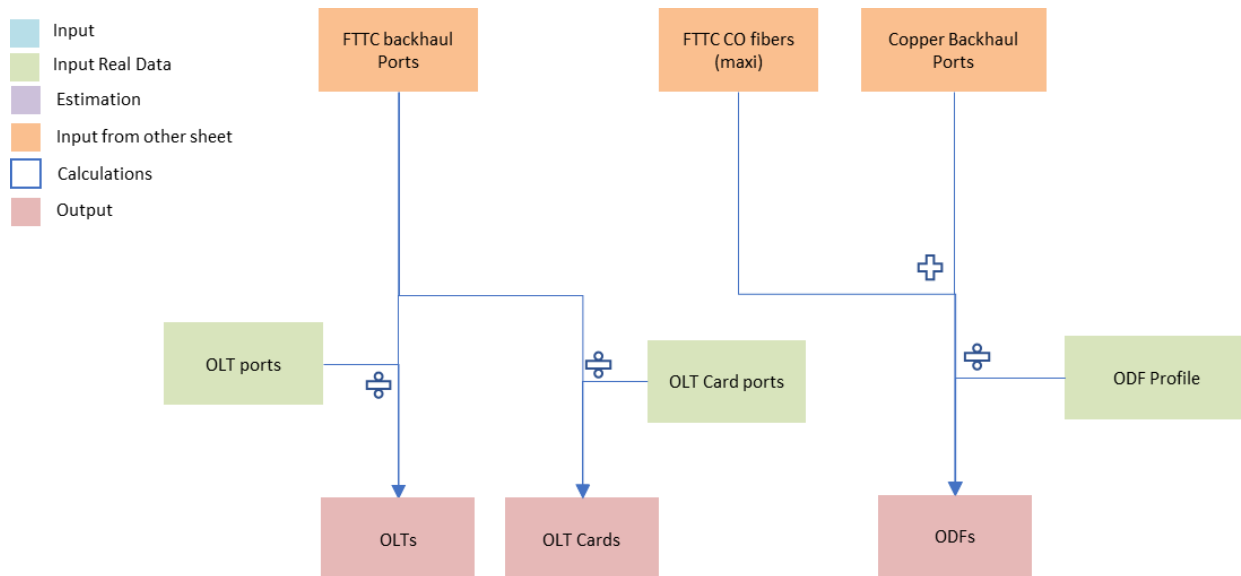 Input
Input Real Data
Estimation
Input from other sheet
Calculations
Output
FTTC backhaul
Ports
FTTC CO fibers
(maxi)
Copper Backhaul
Ports
OLT ports
OLT Card ports
ODF Profile
OLTs
OLT Cards
ODFs